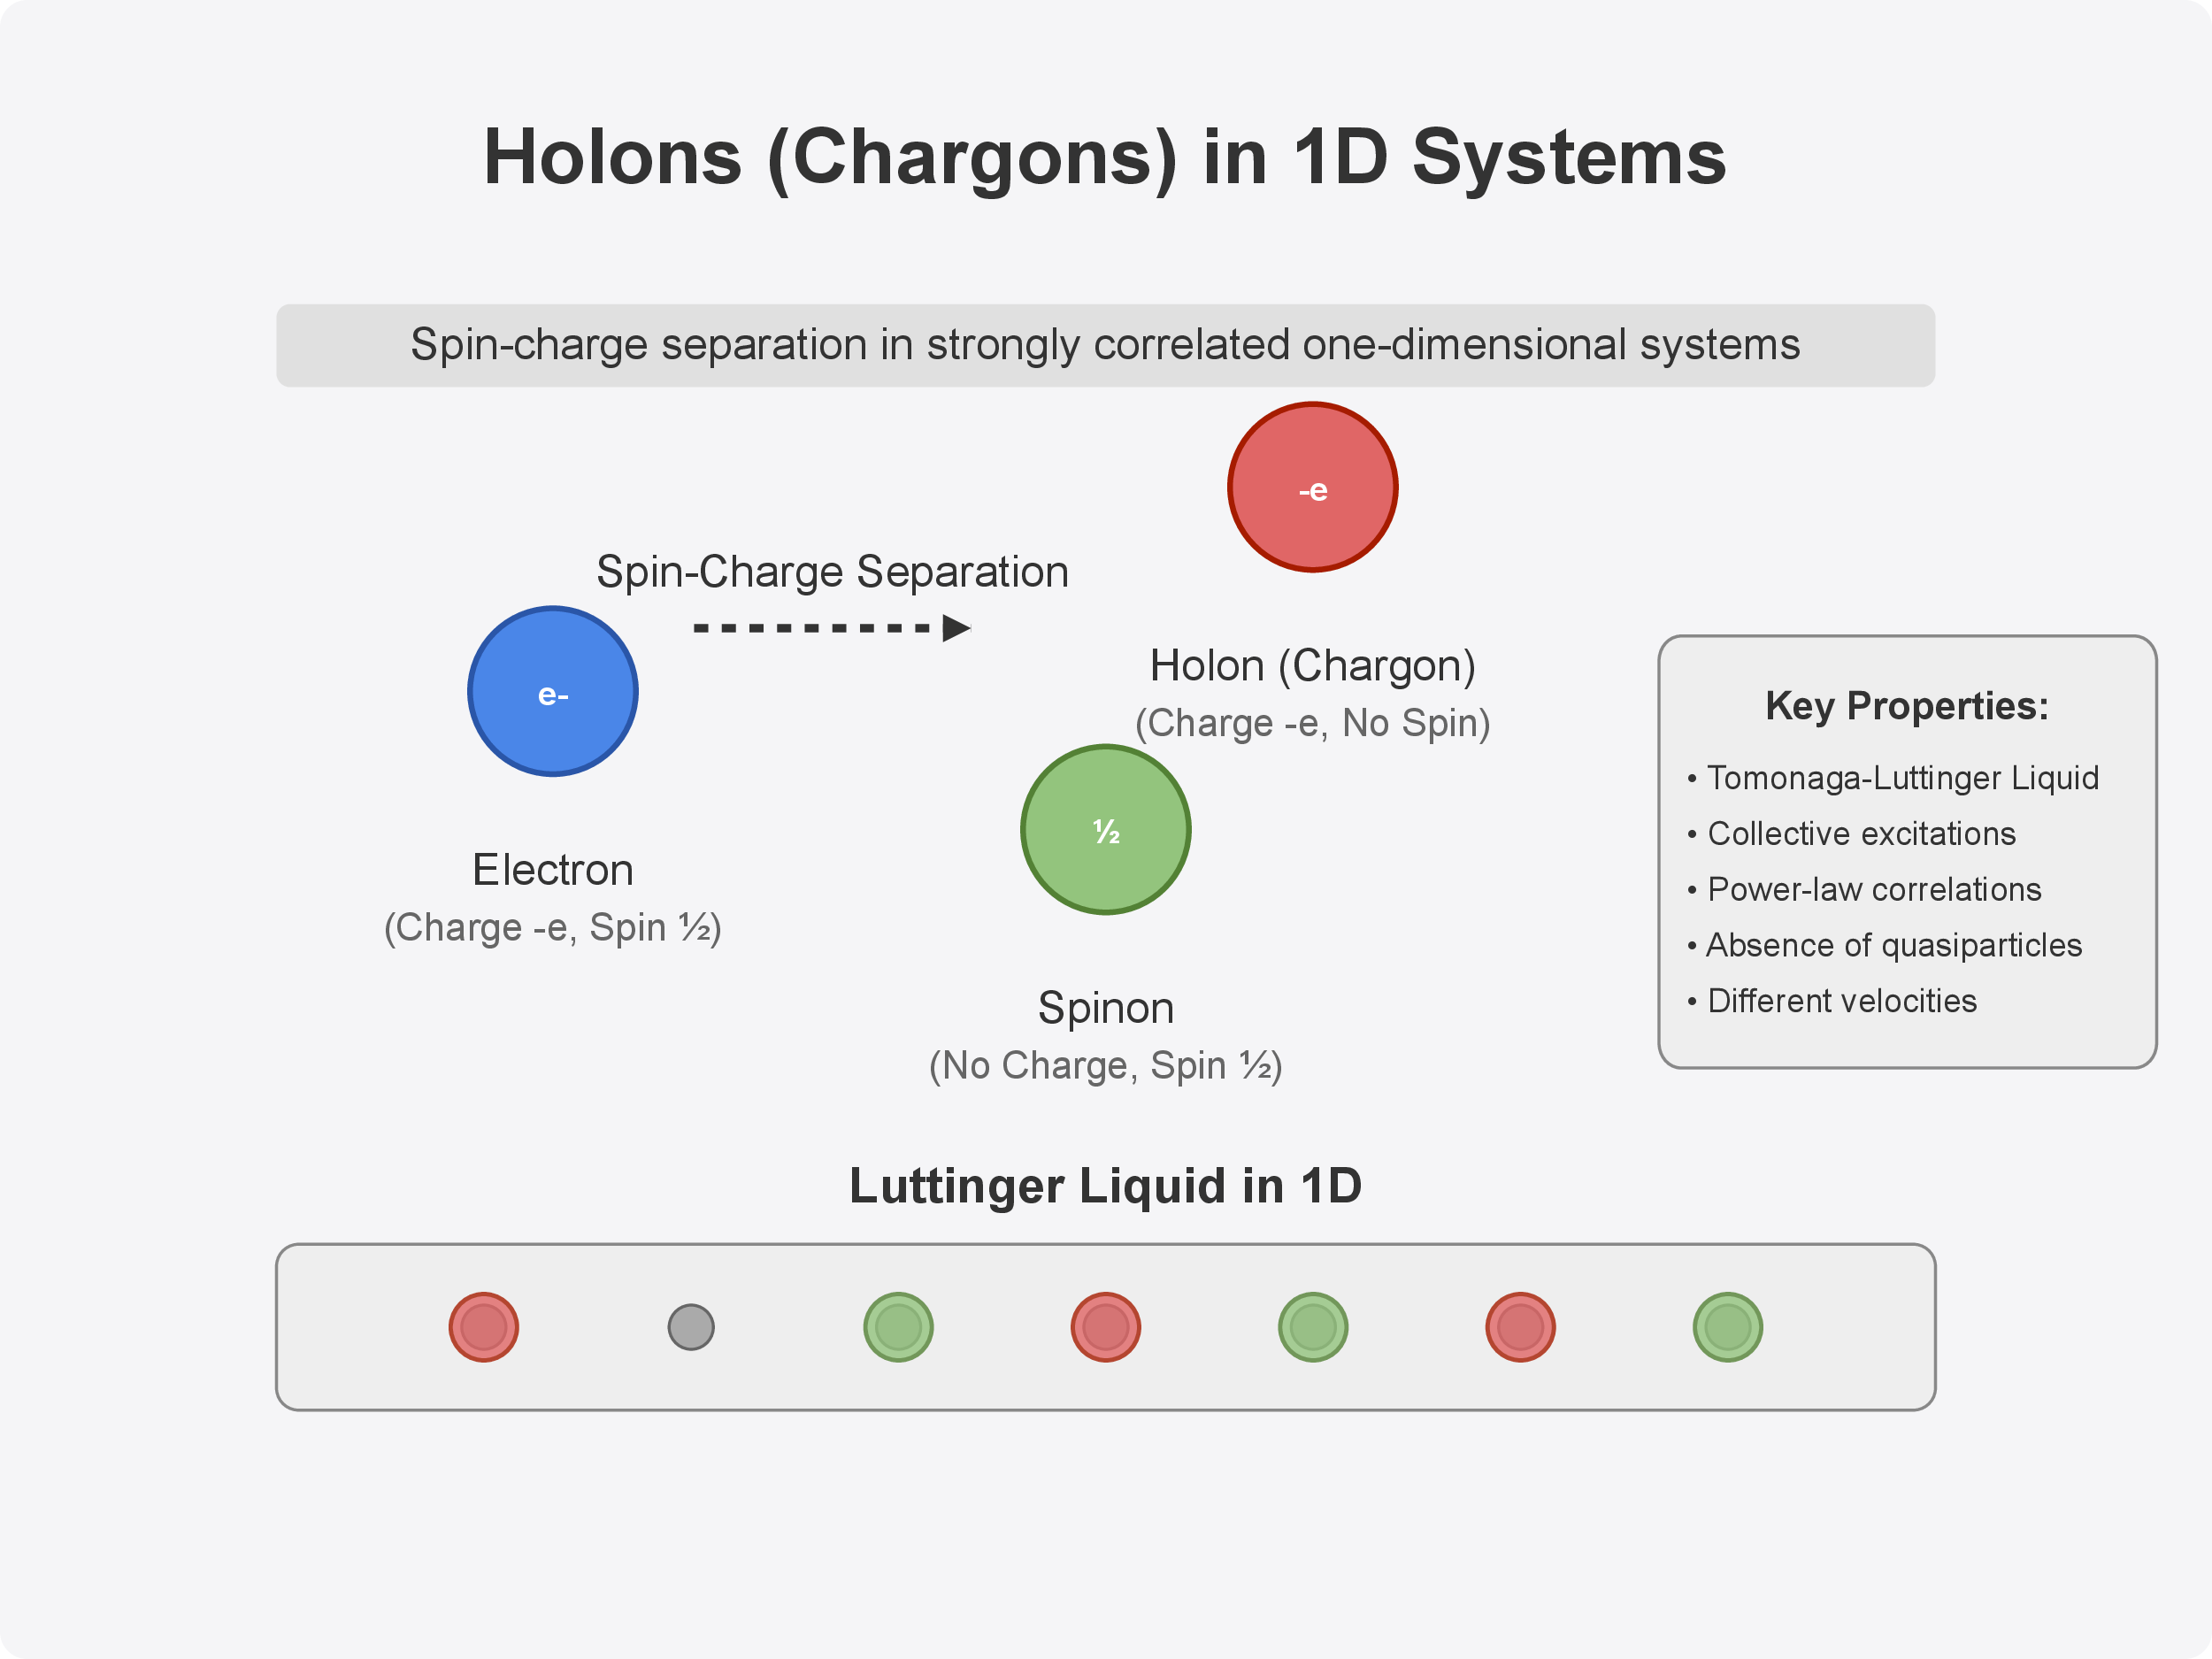 Holons (Chargons) in 1D Systems
Spin-charge separation in strongly correlated one-dimensional systems
-e
Spin-Charge Separation
e-
Holon (Chargon)
(Charge -e, No Spin)
½
Electron
(Charge -e, Spin ½)
Spinon
(No Charge, Spin ½)
Key Properties:
• Tomonaga-Luttinger Liquid
• Collective excitations
• Power-law correlations
• Absence of quasiparticles
• Different velocities
Luttinger Liquid in 1D